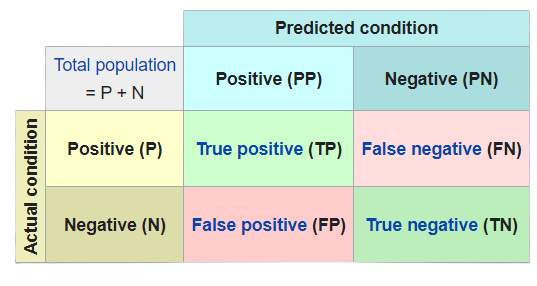 Predicted condition
Total population
= P + N
Positive (PP)
Negative (PN)
Actual condition
Positive (P)
True positive (TP)
False negative (FN)
Negative (N)
False positive (FP)
True negative (TN)